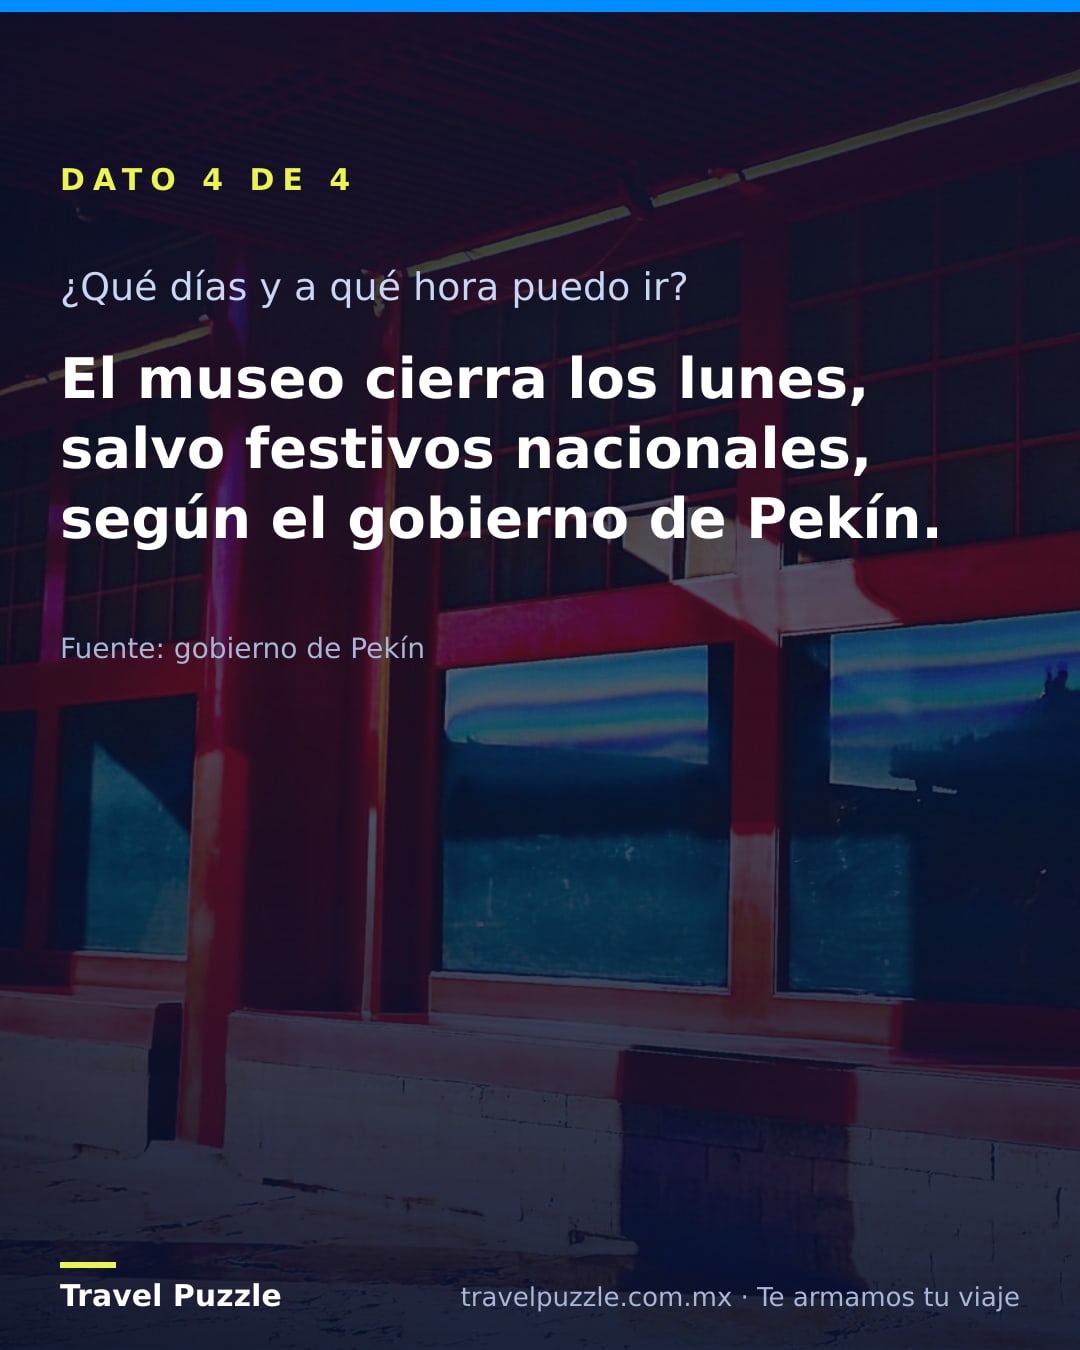 DATO 4 DE 4
¿Qué días y a qué hora puedo ir?
El museo cierra los lunes,
salvo festivos nacionales,
según el gobierno de Pekín.
Fuente: gobierno de Pekín
Travel Puzzle
travelpuzzle.com.mx · Te armamos tu viaje